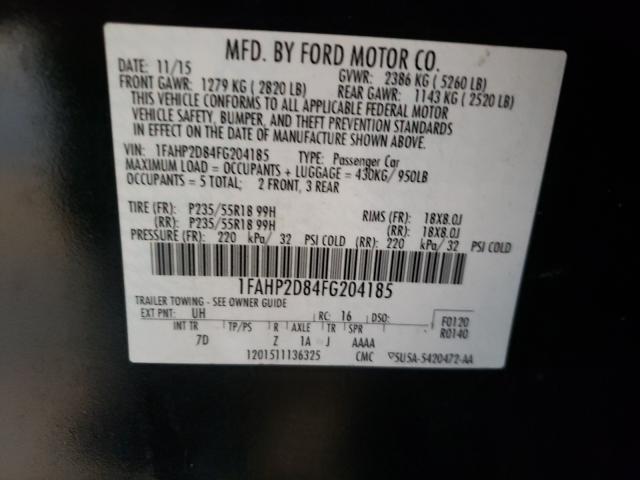 MFD. BY FORD MOTOR CO.
DATE: 11/15 GVWR: 2386 KG ( 5260 LB)
FRONT GAWR: 1279 KG ( 2820 LB) REAR GAWR: 1143 KG ( 2520 LB)
THIS VEHICLE CONFORMS TO ALL APPLICABLE FEDERAL MOTOR
VEHICLE SAFETY, BUMPER, AND THEFT PREVENTION STANDARDS
IN EFFECT ON THE DATE OF MANUFACTURE SHOWN ABOVE.
VIN: 1FAHP2D84FG204185 TYPE: Passenger Car
MAXIMUM LOAD = OCCUPANTS + LUGGAGE = 430KG/ 950LB
OCCUPANTS = 5 TOTAL; 2 FRONT, 3 REAR
TIRE (FR): P235/55R18 99H RIMS (FR): 18X8.0J
(RR): P235/55R18 99H (RR): 18X8.0J
PRESSURE (FR): 220 kPa/ 32 PSI COLD (RR): 220 kPa/ 32 PSI COLD
1FAHP2D84FG204185
TRAILER TOWING - SEE OWNER GUIDE
EXT PNT: UH RC: 16 DSO: F0120
INT TR TP/PS R AXLE TR SPR R0140
7D Z 1A J AAAA
1201511136325 CMC 5U5A-5420472-AA